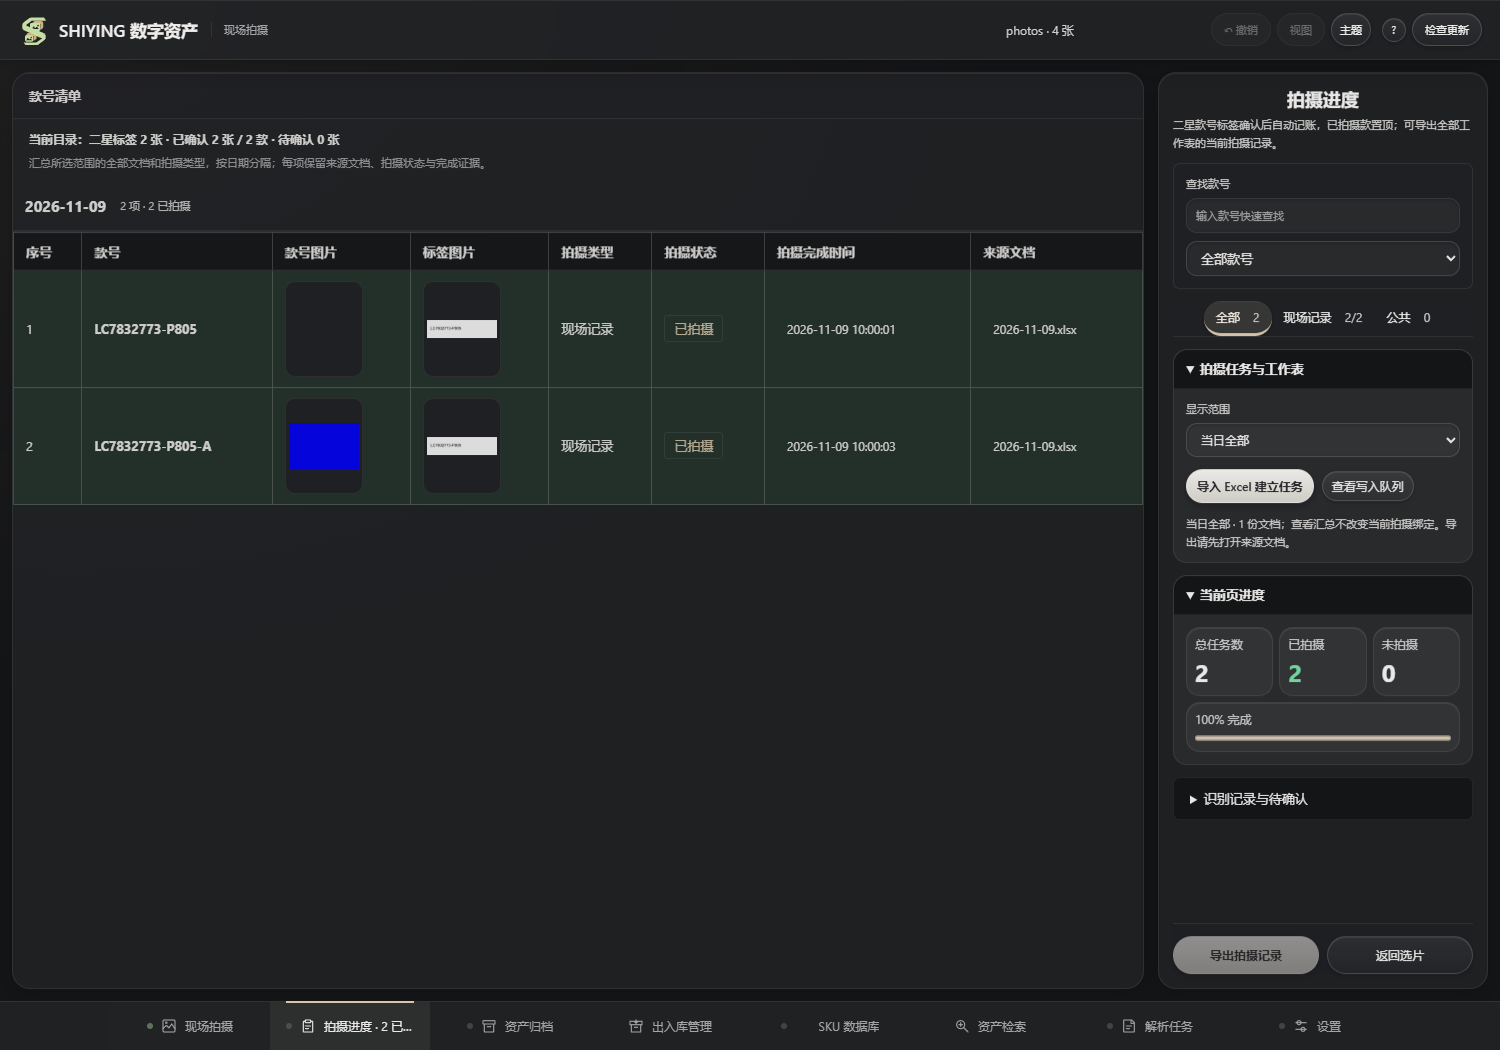 SHIYING 数字资产
现场拍摄
photos · 4 张
撤销
视图
主题
?
检查更新
款号清单
当前目录：二星标签 2 张 · 已确认 2 张 / 2 款 · 待确认 0 张
汇总所选范围的全部文档和拍摄类型，按日期分隔；每项保留来源文档、拍摄状态与完成证据。
2026-11-09 2 项 · 2 已拍摄
序号 款号 款号图片 标签图片 拍摄类型 拍摄状态 拍摄完成时间 来源文档
1 LC7832773-P805 现场记录 已拍摄 2026-11-09 10:00:01 2026-11-09.xlsx
2 LC7832773-P805-A 现场记录 已拍摄 2026-11-09 10:00:03 2026-11-09.xlsx
拍摄进度
二星款号标签确认后自动记账，已拍摄款置顶；可导出全部工
作表的当前拍摄记录。
查找款号
输入款号快速查找
全部款号
全部 2 现场记录 2/2 公共 0
▼ 拍摄任务与工作表
显示范围
当日全部
导入 Excel 建立任务 查看写入队列
当日全部 · 1 份文档；查看汇总不改变当前拍摄绑定。导
出请先打开来源文档。
▼ 当前页进度
总任务数 已拍摄 未拍摄
2 2 0
100% 完成
▶ 识别记录与待确认
导出拍摄记录 返回选片
现场拍摄
拍摄进度 · 2 已...
资产归档
出入库管理
SKU 数据库
资产检索
解析任务
设置